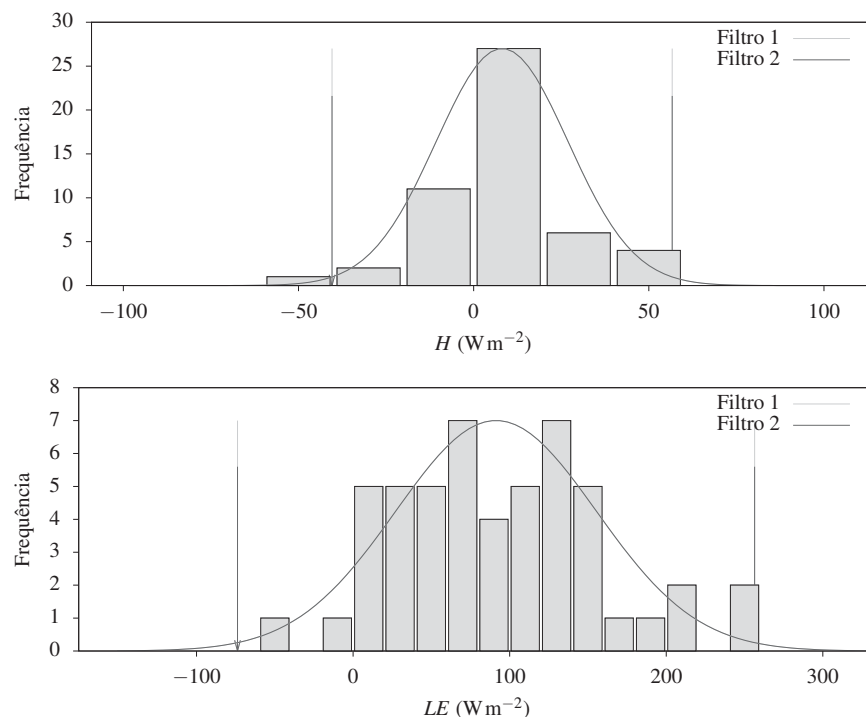 30
25
20
15
10
5
0
Frequência
Filtro 1
Filtro 2
−100 −50 0 50 100
H (W m−2)
8
7
6
5
4
3
2
1
0
Frequência
Filtro 1
Filtro 2
−100 0 100 200 300
LE (W m−2)